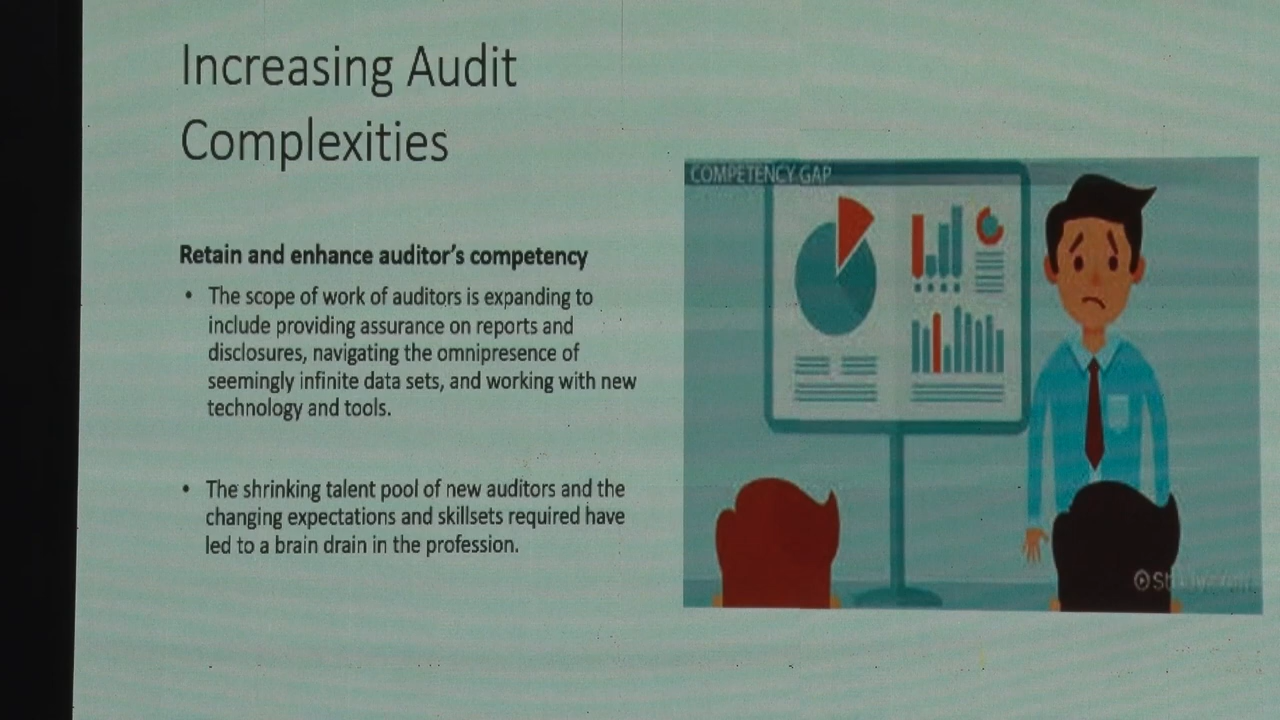 Increasing Audit
Complexities
Retain and enhance auditor's competency
• The scope of work of auditors is expanding to
include providing assurance on reports and
disclosures, navigating the omnipresence of
seemingly infinite data sets, and working with new
technology and tools.
• The shrinking talent pool of new auditors and the
changing expectations and skillsets required have
led to a brain drain in the profession.
COMPETENCY GAP